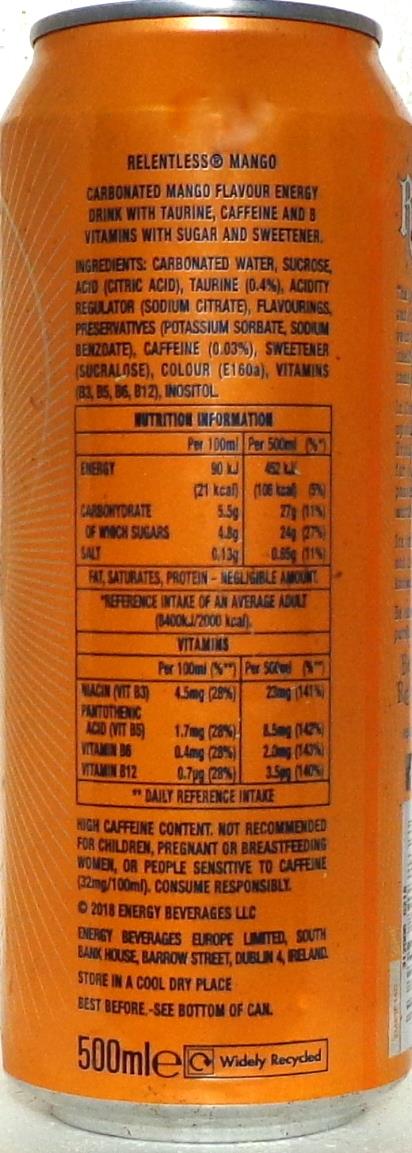 RELENTLESS® MANGO
CARBONATED MANGO FLAVOUR ENERGY
DRINK WITH TAURINE, CAFFEINE AND B
VITAMINS WITH SUGAR AND SWEETENER.
INGREDIENTS: CARBONATED WATER, SUCROSE,
ACID (CITRIC ACID), TAURINE (0.4%), ACIDITY
REGULATOR (SODIUM CITRATE), FLAVOURINGS,
PRESERVATIVES (POTASSIUM SORBATE, SODIUM
BENZOATE), CAFFEINE (0.03%), SWEETENER
(SUCRALOSE), COLOUR (E160a), VITAMINS
(B3, B5, B6, B12), INOSITOL.
NUTRITION INFORMATION
Per 100ml Per 500ml (%*)
ENERGY 90 kJ 452 kJ
(21 kcal) (106 kcal) (5%)
CARBOHYDRATE 5.5g 27g (11%)
OF WHICH SUGARS 4.8g 24g (27%)
SALT 0.13g 0.65g (11%)
FAT, SATURATES, PROTEIN - NEGLIGIBLE AMOUNT.
*REFERENCE INTAKE OF AN AVERAGE ADULT
(8400kJ/2000 kcal).
VITAMINS
Per 100ml (%**) Per 500ml (%**)
NIACIN (VIT B3) 4.5mg (28%) 23mg (141%)
PANTOTHENIC
ACID (VIT B5) 1.7mg (28%) 8.5mg (142%)
VITAMIN B6 0.4mg (28%) 2.0mg (143%)
VITAMIN B12 0.7µg (28%) 3.5µg (140%)
** DAILY REFERENCE INTAKE
HIGH CAFFEINE CONTENT. NOT RECOMMENDED
FOR CHILDREN, PREGNANT OR BREASTFEEDING
WOMEN, OR PEOPLE SENSITIVE TO CAFFEINE
(32mg/100ml). CONSUME RESPONSIBLY.
© 2018 ENERGY BEVERAGES LLC
ENERGY BEVERAGES EUROPE LIMITED, SOUTH
BANK HOUSE, BARROW STREET, DUBLIN 4, IRELAND.
STORE IN A COOL DRY PLACE
BEST BEFORE.-SEE BOTTOM OF CAN.
500ml e Widely Recycled